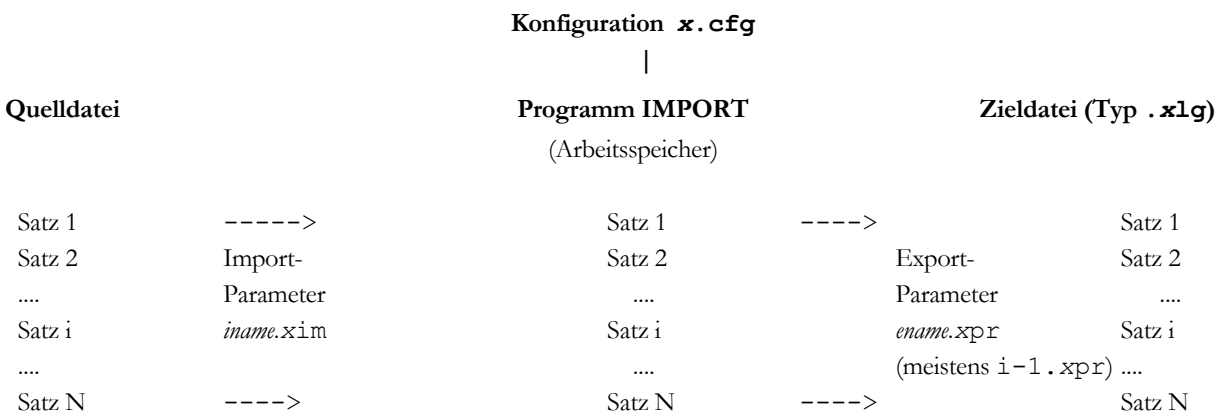 Konfiguration x.cfg
|
Quelldatei Programm IMPORT Zieldatei (Typ .xlg)
(Arbeitsspeicher)
Satz 1 -----> Satz 1 ----> Satz 1
Satz 2 Import- Satz 2 Export- Satz 2
.... Parameter .... Parameter ....
Satz i iname.xim Satz i ename.xpr Satz i
.... .... (meistens i-1.xpr) ....
Satz N ----> Satz N ----> Satz N